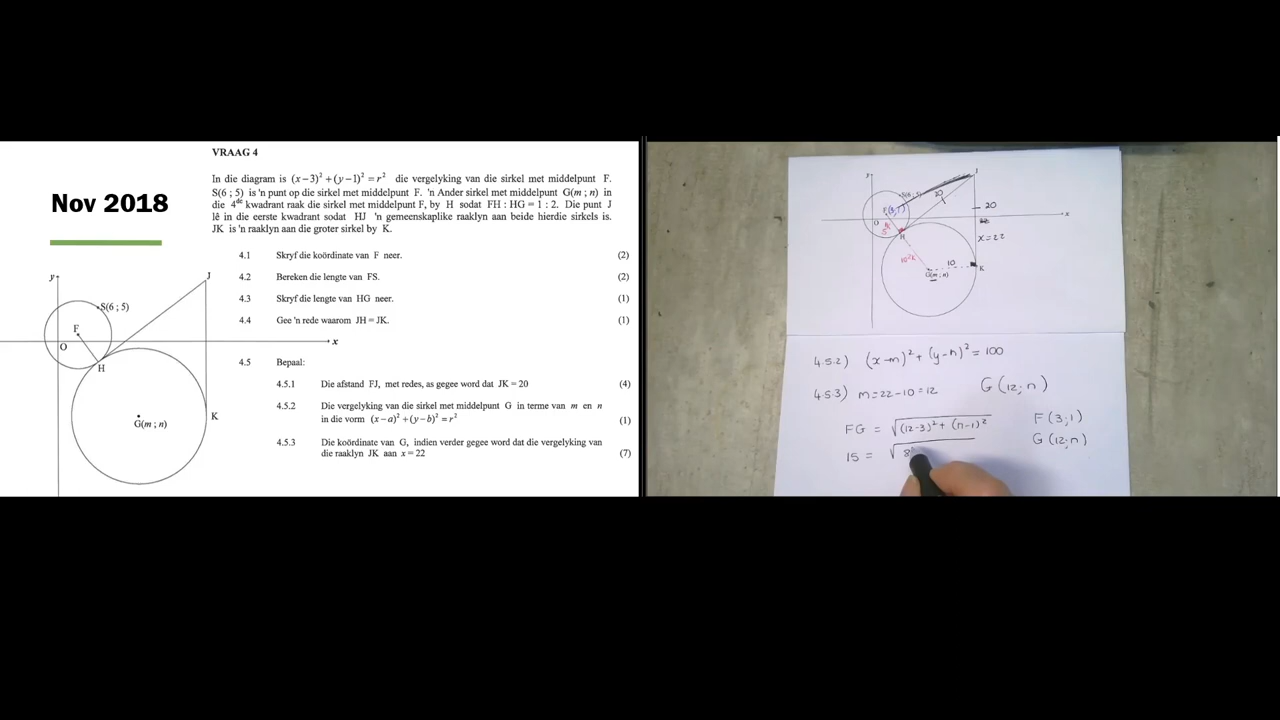 Nov 2018
VRAAG 4
In die diagram is (x−3)² + (y−1)² = r² die vergelyking van die sirkel met middelpunt F.
S(6 ; 5) is 'n punt op die sirkel met middelpunt F. 'n Ander sirkel met middelpunt G(m ; n) in
die 4de kwadrant raak die sirkel met middelpunt F, by H sodat FH : HG = 1 : 2. Die punt J
lê in die eerste kwadrant sodat HJ 'n gemeenskaplike raaklyn aan beide hierdie sirkels is.
JK is 'n raaklyn aan die groter sirkel by K.
4.1 Skryf die koördinate van F neer. (2)
4.2 Bereken die lengte van FS. (2)
4.3 Skryf die lengte van HG neer. (1)
4.4 Gee 'n rede waarom JH = JK. (1)
4.5 Bepaal:
4.5.1 Die afstand FJ, met redes, as gegee word dat JK = 20 (4)
4.5.2 Die vergelyking van die sirkel met middelpunt G in terme van m en n
in die vorm (x−a)² + (y−b)² = r² (1)
4.5.3 Die koördinate van G, indien verder gegee word dat die vergelyking van
die raaklyn JK aan x = 22 (7)
y
J
S(6 ; 5)
F
O
x
H
K
G(m ; n)
y
J
S(6; 5)
20
F(3;1)
20
O
x
5
H
x=22
10
10
K
G(m; n)
4.5.2) (x−m)² + (y−n)² = 100
4.5.3) m = 22−10 = 12 G(12; n)
FG = √(12−3)² + (n−1)² F(3;1)
G(12;n)
15 = √8